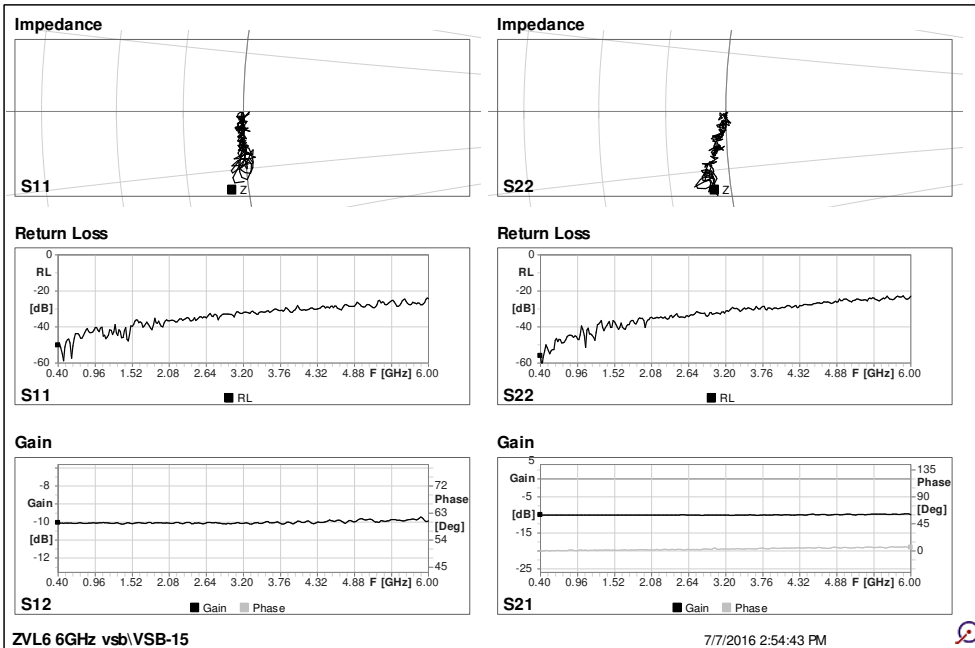 Impedance
S11
Z
Impedance
S22
Z
Return Loss
0
RL
-20
[dB]
-40
-60
0.40 0.96 1.52 2.08 2.64 3.20 3.76 4.32 4.88 F [GHz] 6.00
S11
RL
Return Loss
0
RL
-20
[dB]
-40
-60
0.40 0.96 1.52 2.08 2.64 3.20 3.76 4.32 4.88 F [GHz] 6.00
S22
RL
Gain
-8
72
Gain
Phase
-10
63
[dB]
[Deg]
54
-12
45
0.40 0.96 1.52 2.08 2.64 3.20 3.76 4.32 4.88 F [GHz] 6.00
S12
Gain Phase
Gain
5
135
Gain
Phase
-5
90
[dB]
[Deg]
45
-15
0
-25
0.40 0.96 1.52 2.08 2.64 3.20 3.76 4.32 4.88 F [GHz] 6.00
S21
Gain Phase
ZVL6 6GHz vsb\VSB-15
7/7/2016 2:54:43 PM